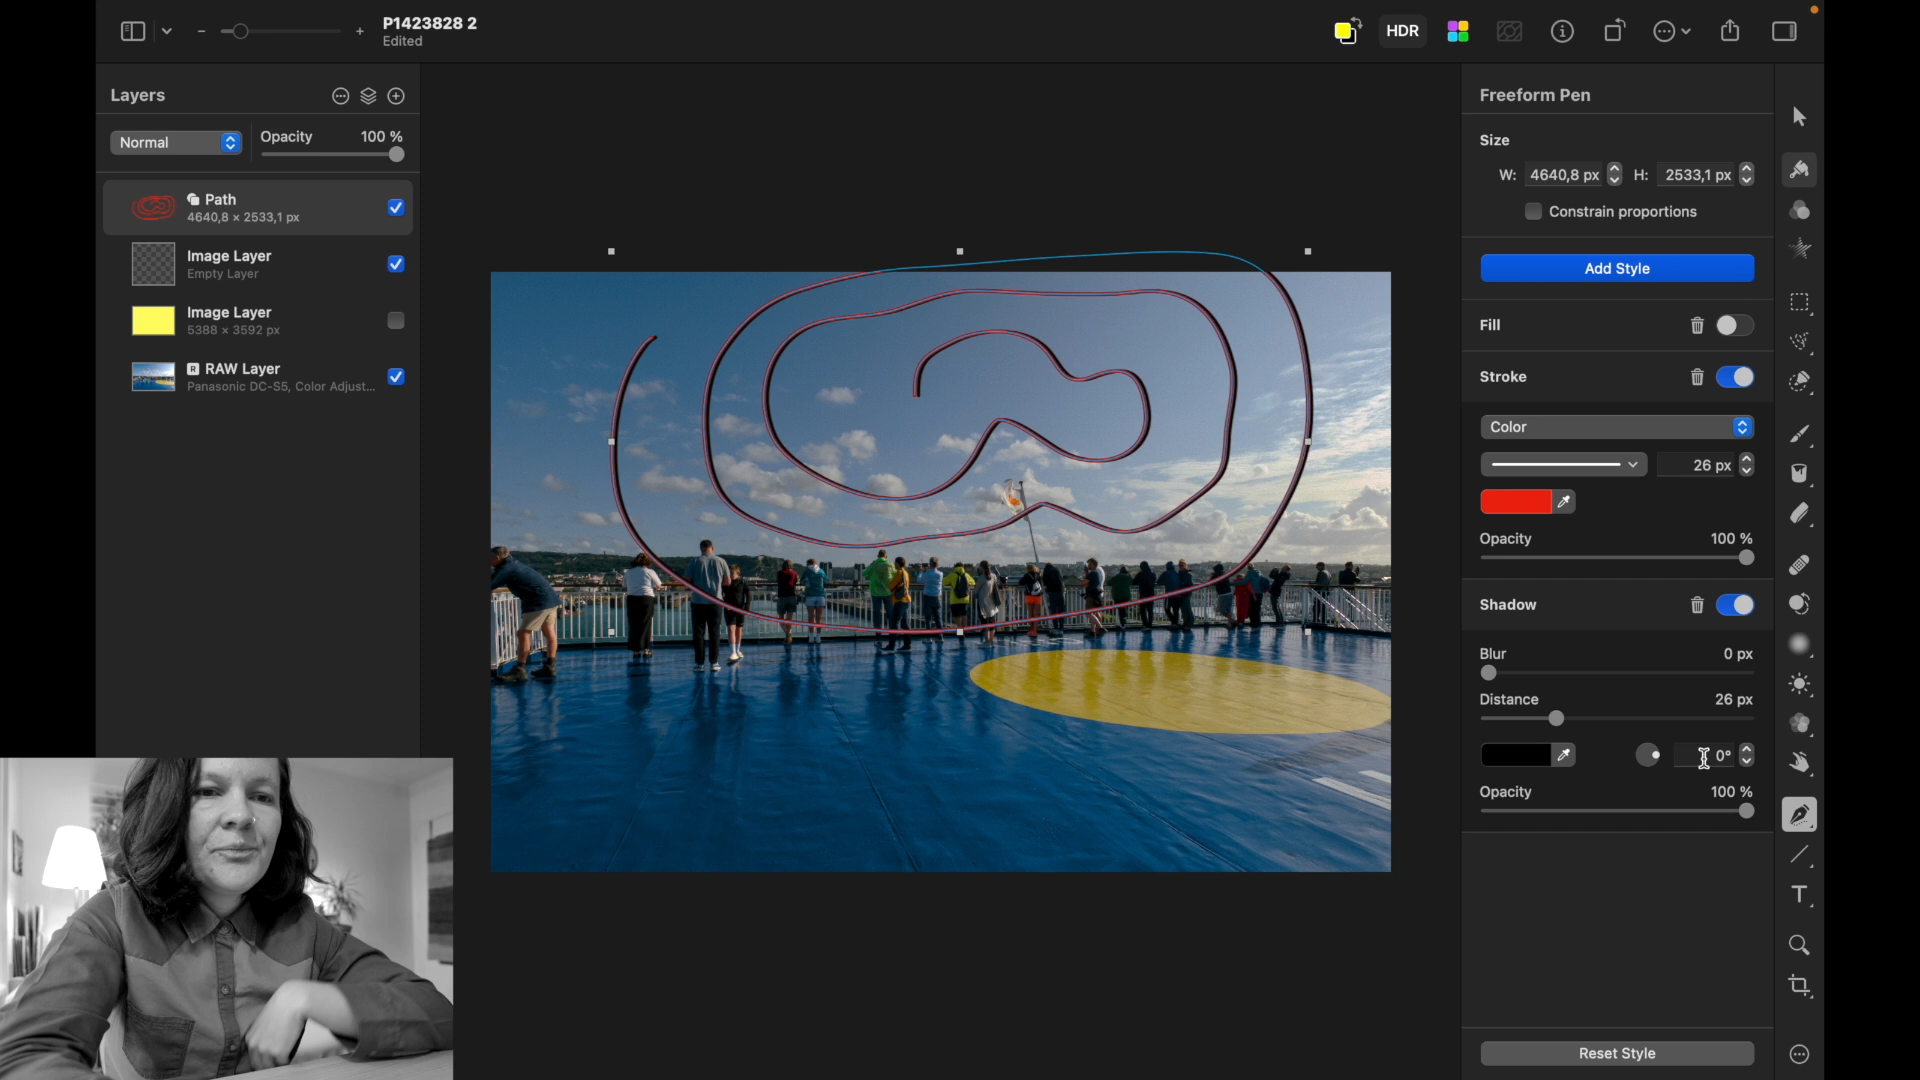 P1423828 2
Edited
HDR
Layers
Normal
Opacity
100 %
Path
4640,8 × 2533,1 px
Image Layer
Empty Layer
Image Layer
5388 × 3592 px
R
RAW Layer
Panasonic DC-S5, Color Adjust...
Freeform Pen
Size
W: 4640,8 px H: 2533,1 px
Constrain proportions
Add Style
Fill
Stroke
Color
26 px
Opacity 100 %
Shadow
Blur 0 px
Distance 26 px
0°
Opacity 100 %
Reset Style